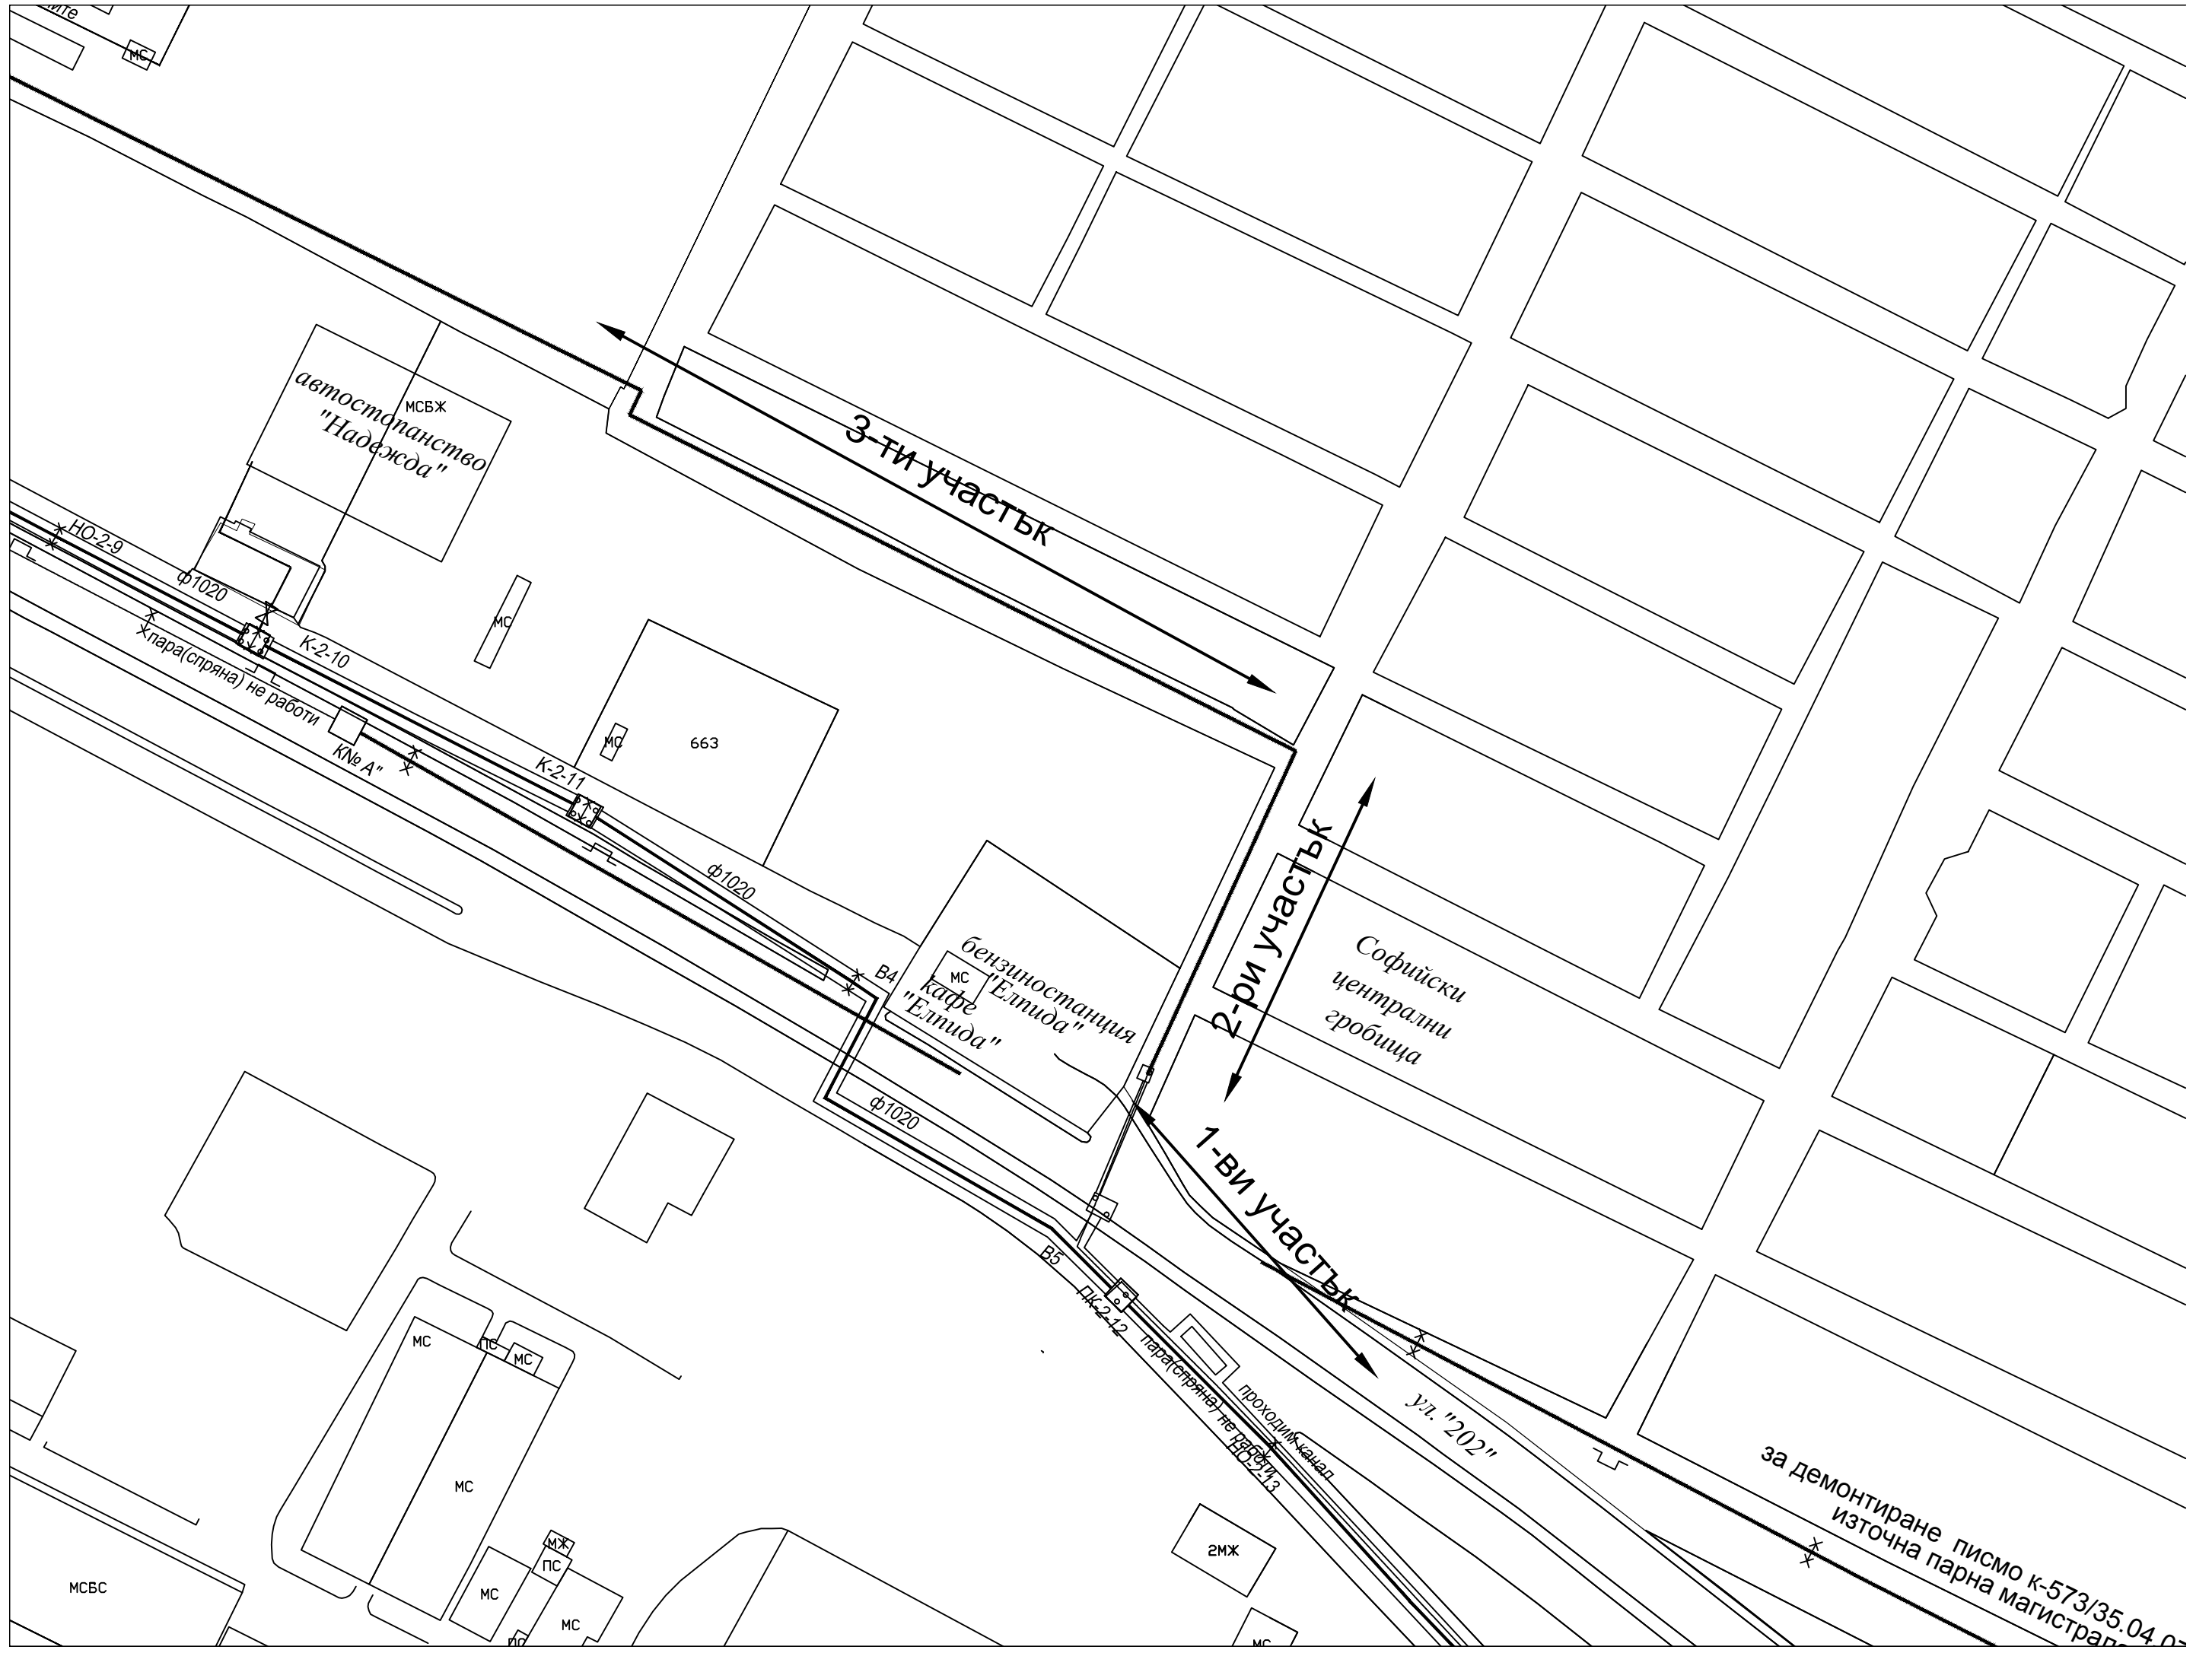 МС
автостопанство
"Надежда"
МСБЖ
3-ти участък
НО-2-9
ф1020
К-2-10
пара(спряна) не работи
К№ А"
МС
К-2-11
МС
663
ф1020
В4
бензиностанция
"Елпида"
МС
кафе
"Елпида"
2-ри участък
Софийски
централни
гробища
ф1020
1-ви участък
В5
ПК-2-12
пара(спряна) не работи
НО-2-13
проходим канал
ул. "202"
за демонтиране писмо к-573/35.04.0
източна парна магистрал
МС
ПС
МС
МС
МЖ
ПС
МС
МС
ПС
МСБС
2МЖ
МС